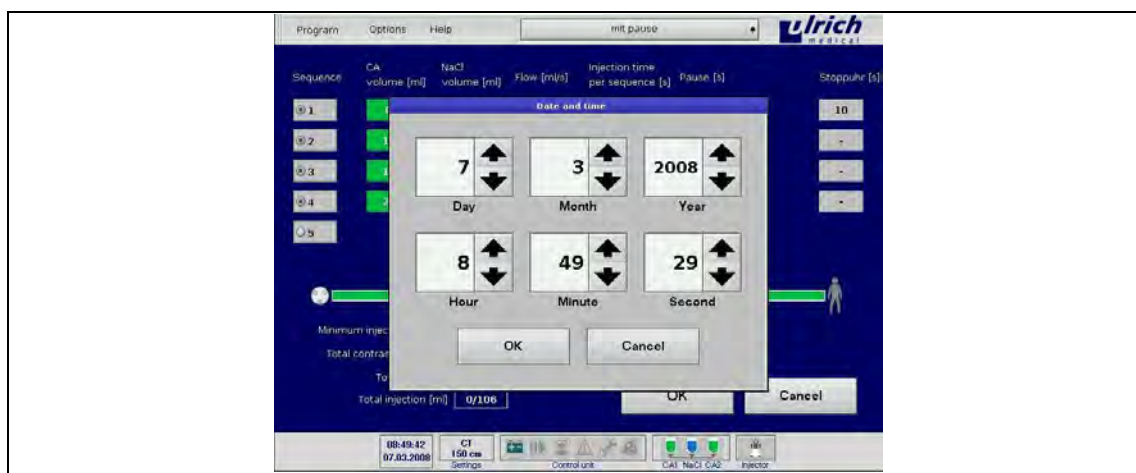 Program Options Help mit pause ulrich medical
Sequence CA volume [ml] NaCl volume [ml] Flow [ml/s] Injection time per sequence [s] Pause [s] Stoppuhr [s]
Date and time
1 10
2 -
3 -
4 -
5
7 3 2008
Day Month Year
8 49 29
Hour Minute Second
OK Cancel
Minimum injec
Total contras
To
Total injection [ml] 0/106
OK Cancel
08:49:42 CT
07.03.2008 150 cm
Settings Control unit CA1 NaCl CA2 Injector